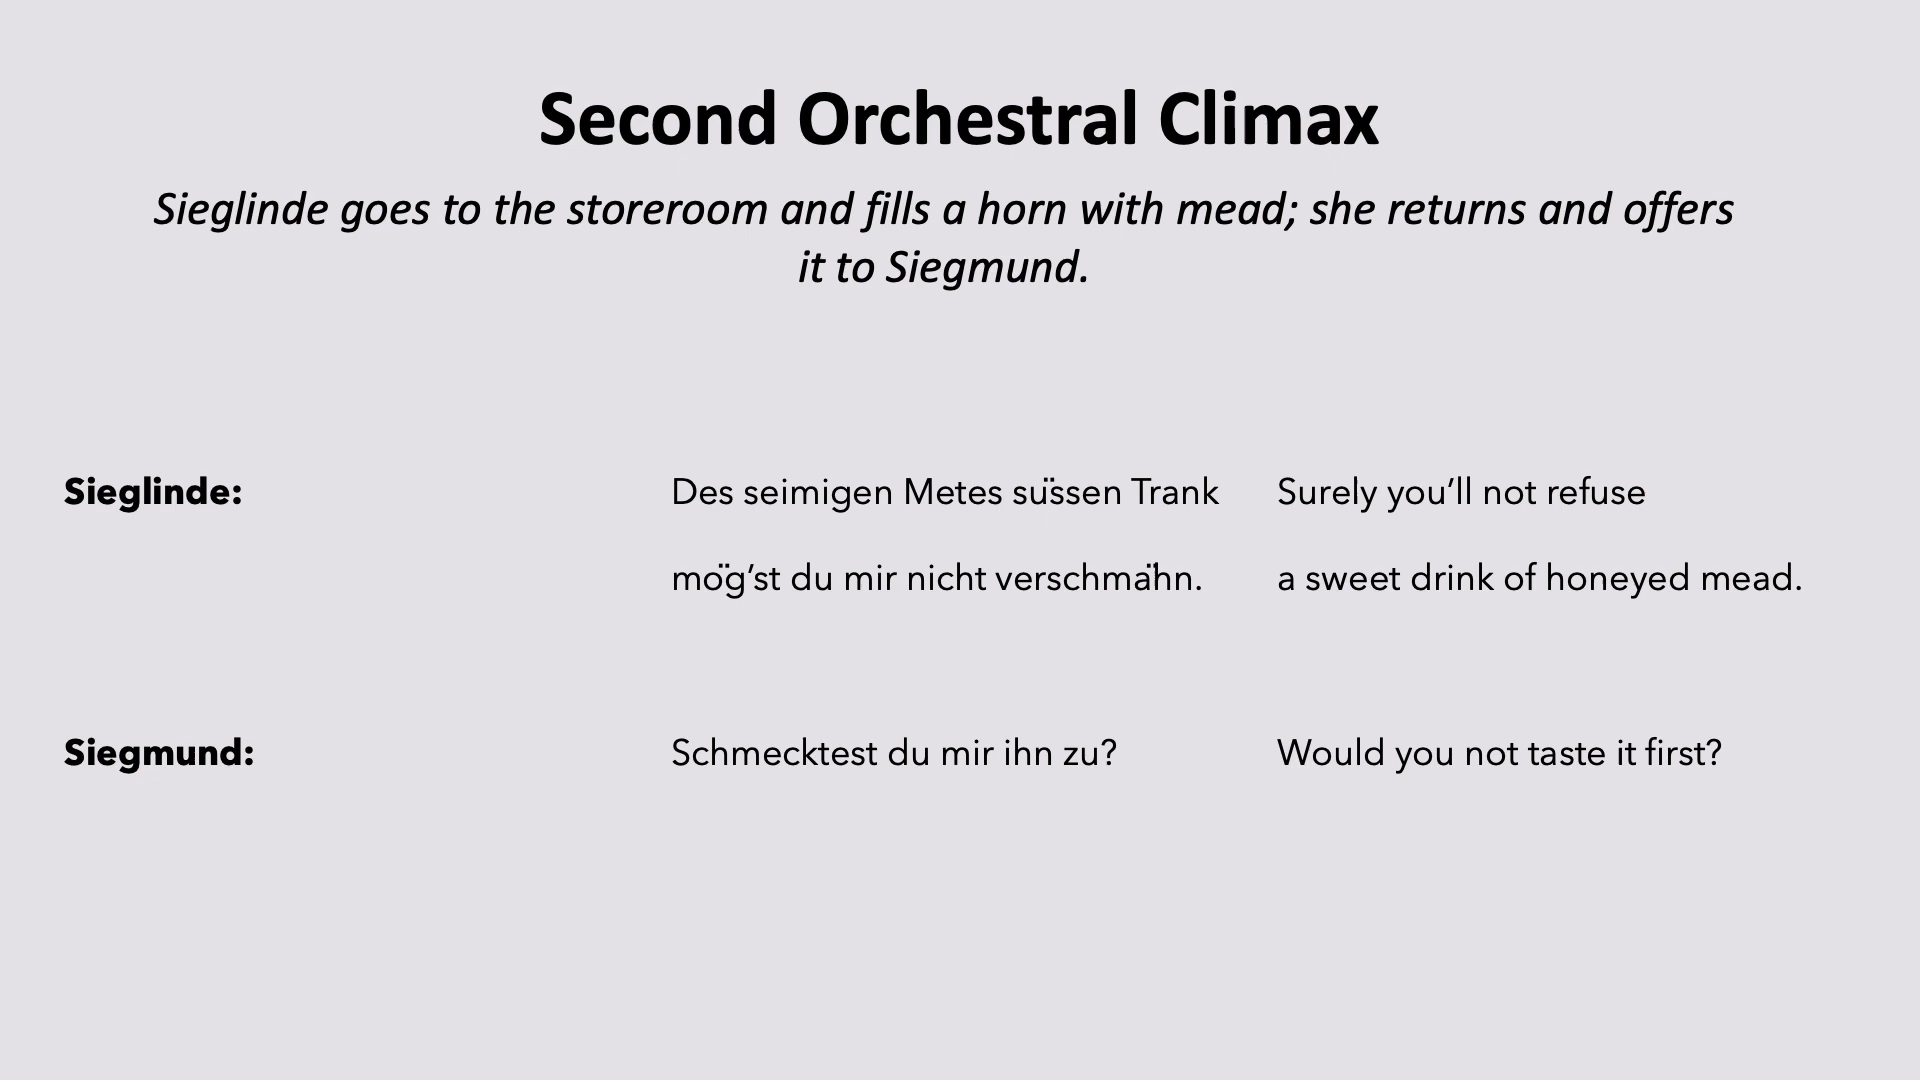 Second Orchestral Climax
Sieglinde goes to the storeroom and fills a horn with mead; she returns and offers
it to Siegmund.
Sieglinde: Des seimigen Metes süssen Trank Surely you’ll not refuse
mög’st du mir nicht verschmähn. a sweet drink of honeyed mead.
Siegmund: Schmecktest du mir ihn zu? Would you not taste it first?